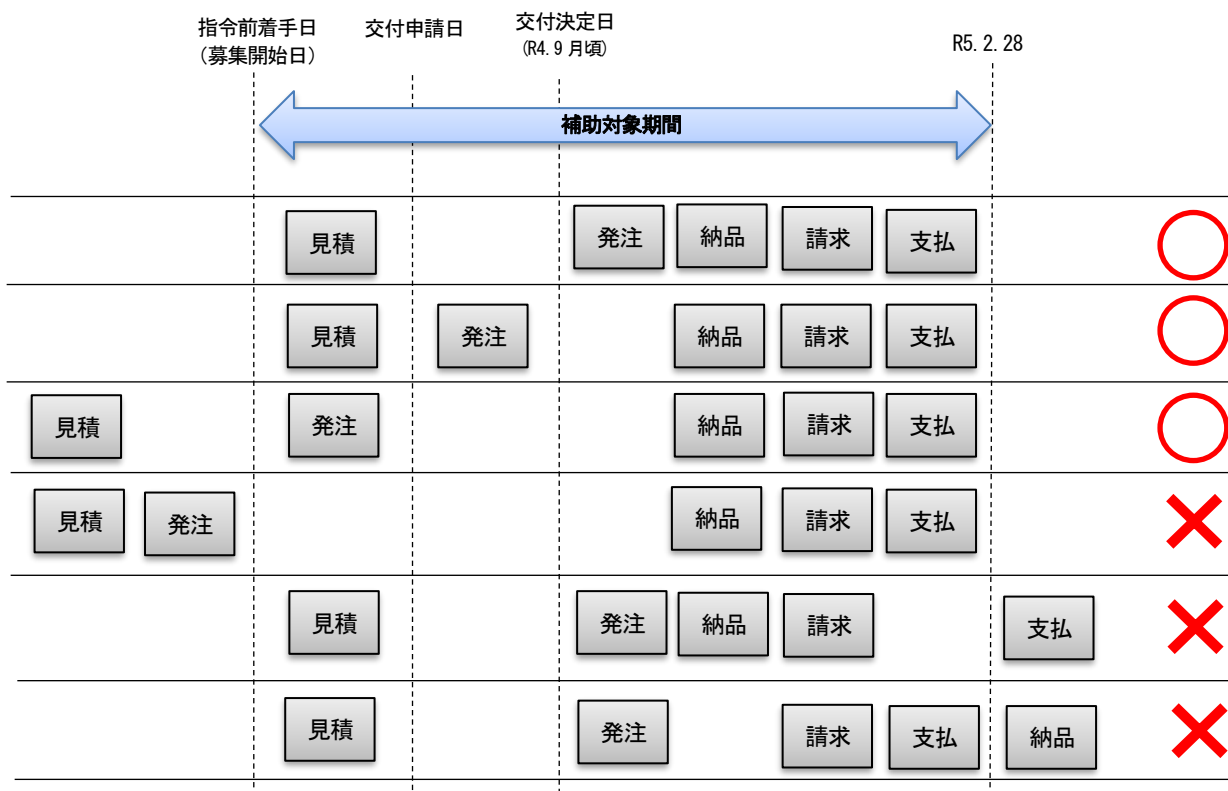 指令前着手日
（募集開始日）
交付申請日
交付決定日
(R4. 9 月頃)
R5. 2. 28
補助対象期間
見積 発注 納品 請求 支払
見積 発注 納品 請求 支払
見積 発注 納品 請求 支払
見積 発注 納品 請求 支払
見積 発注 納品 請求 支払
見積 発注 請求 支払 納品